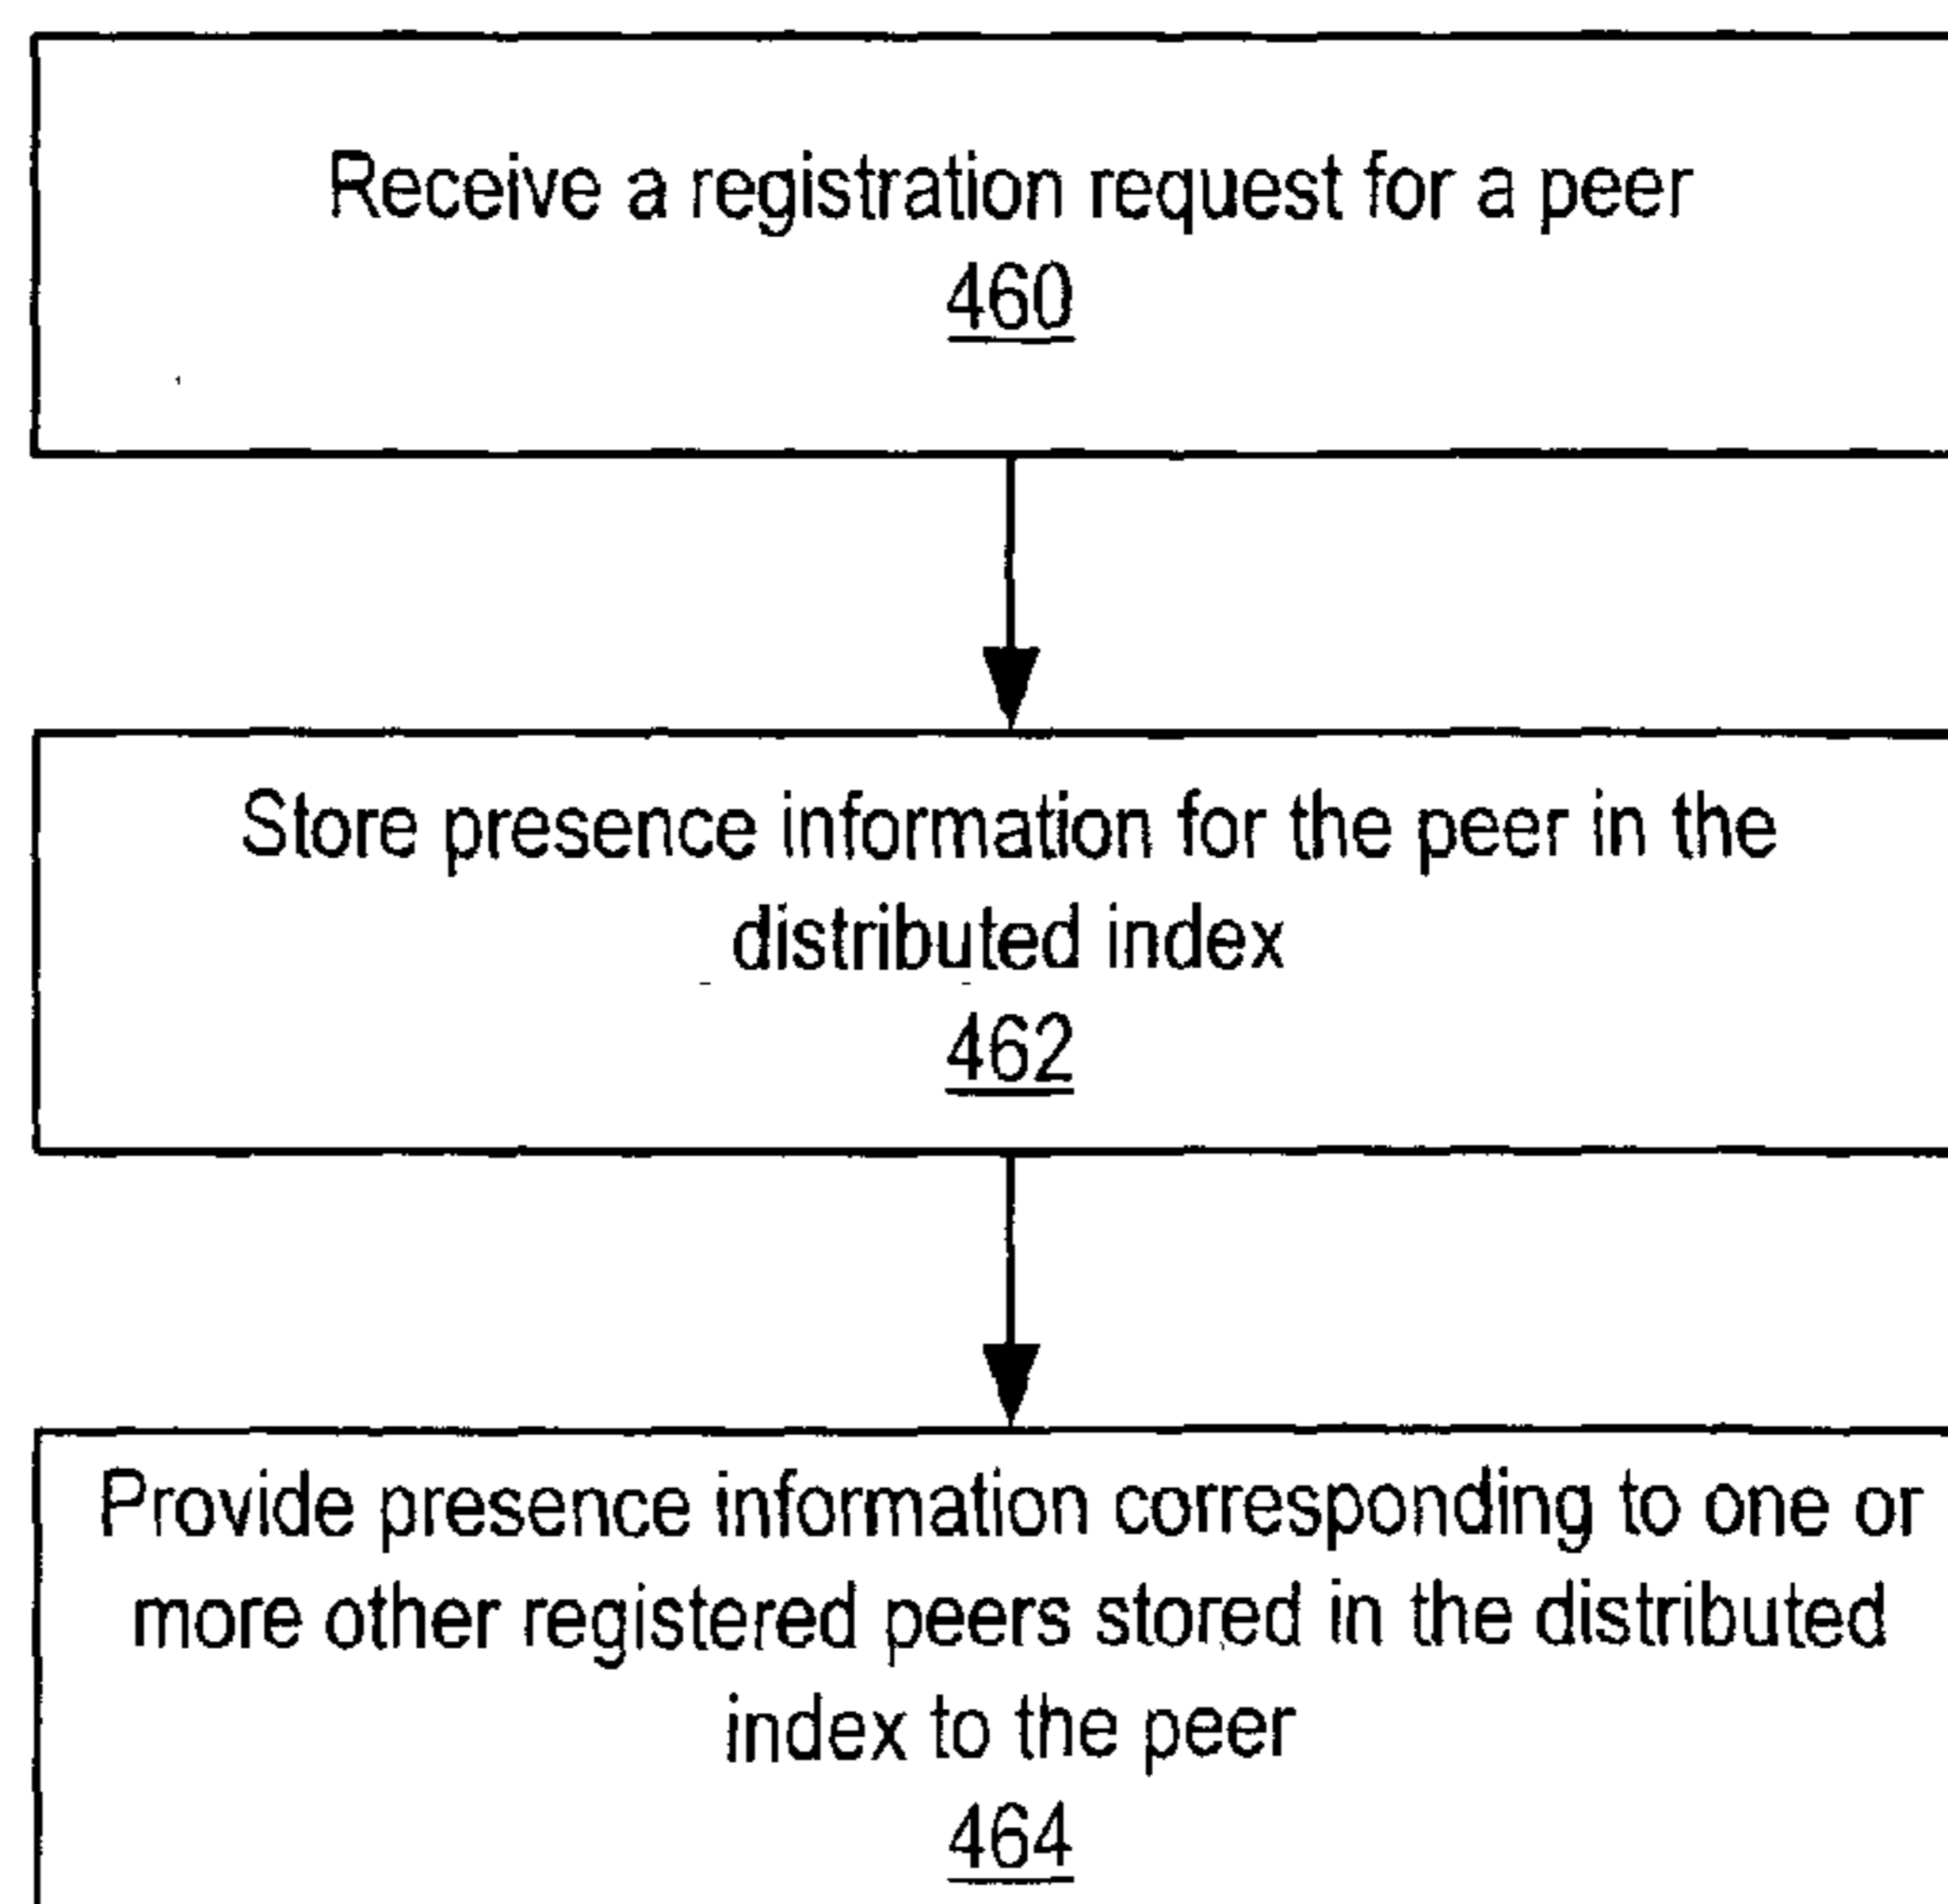 Receive a registration request for a peer
460
Store presence information for the peer in the
distributed index
462
Provide presence information corresponding to one or
more other registered peers stored in the distributed
index to the peer
464